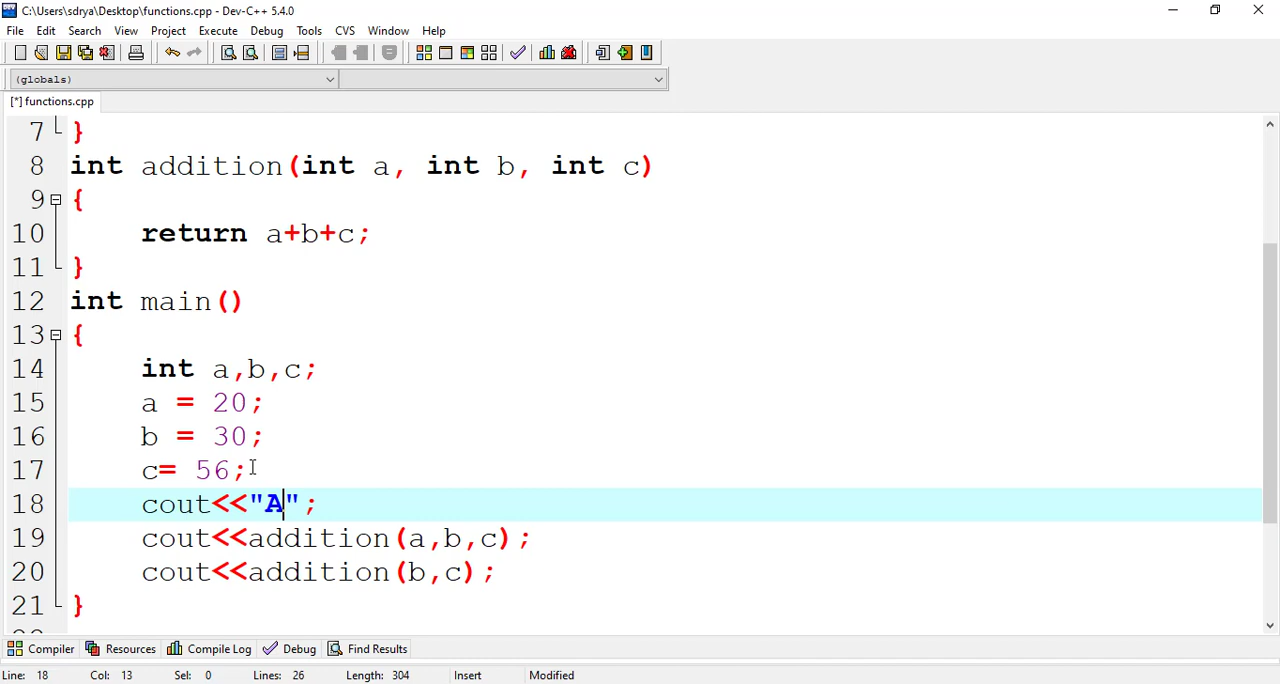 C:\Users\sdrya\Desktop\functions.cpp - Dev-C++ 5.4.0
File Edit Search View Project Execute Debug Tools CVS Window Help
(globals)
[*] functions.cpp
7 }
8 int addition(int a, int b, int c)
9 {
10 return a+b+c;
11 }
12 int main()
13 {
14 int a,b,c;
15 a = 20;
16 b = 30;
17 c= 56;
18 cout<<"A";
19 cout<<addition(a,b,c);
20 cout<<addition(b,c);
21 }
Compiler Resources Compile Log Debug Find Results
Line: 18 Col: 13 Sel: 0 Lines: 26 Length: 304 Insert Modified